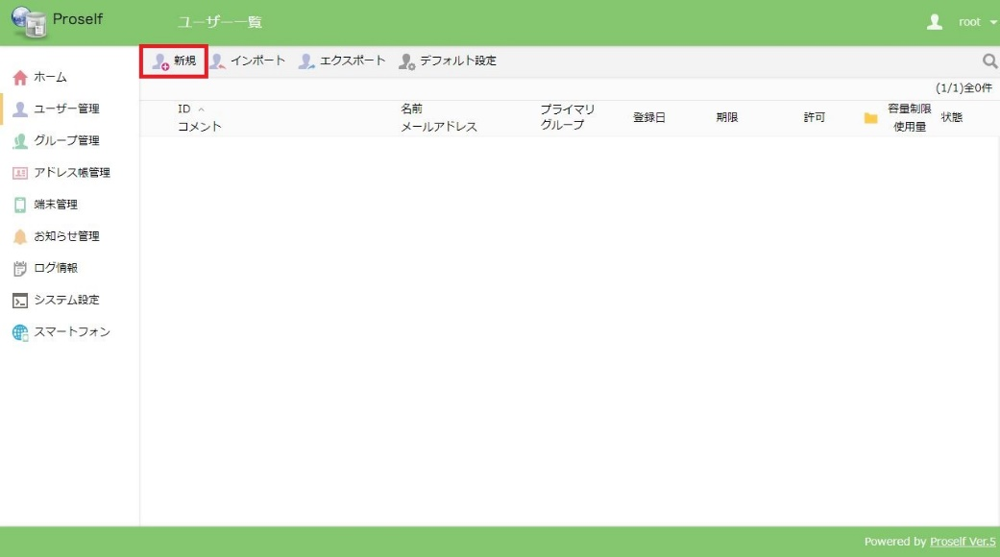 Proself
ユーザー一覧
root
新規 インポート エクスポート デフォルト設定
(1/1)全0件
ID 名前 プライマリ グループ 登録日 期限 許可 容量制限 使用量 状態
コメント メールアドレス
ホーム
ユーザー管理
グループ管理
アドレス帳管理
端末管理
お知らせ管理
ログ情報
システム設定
スマートフォン
Powered by Proself Ver.5